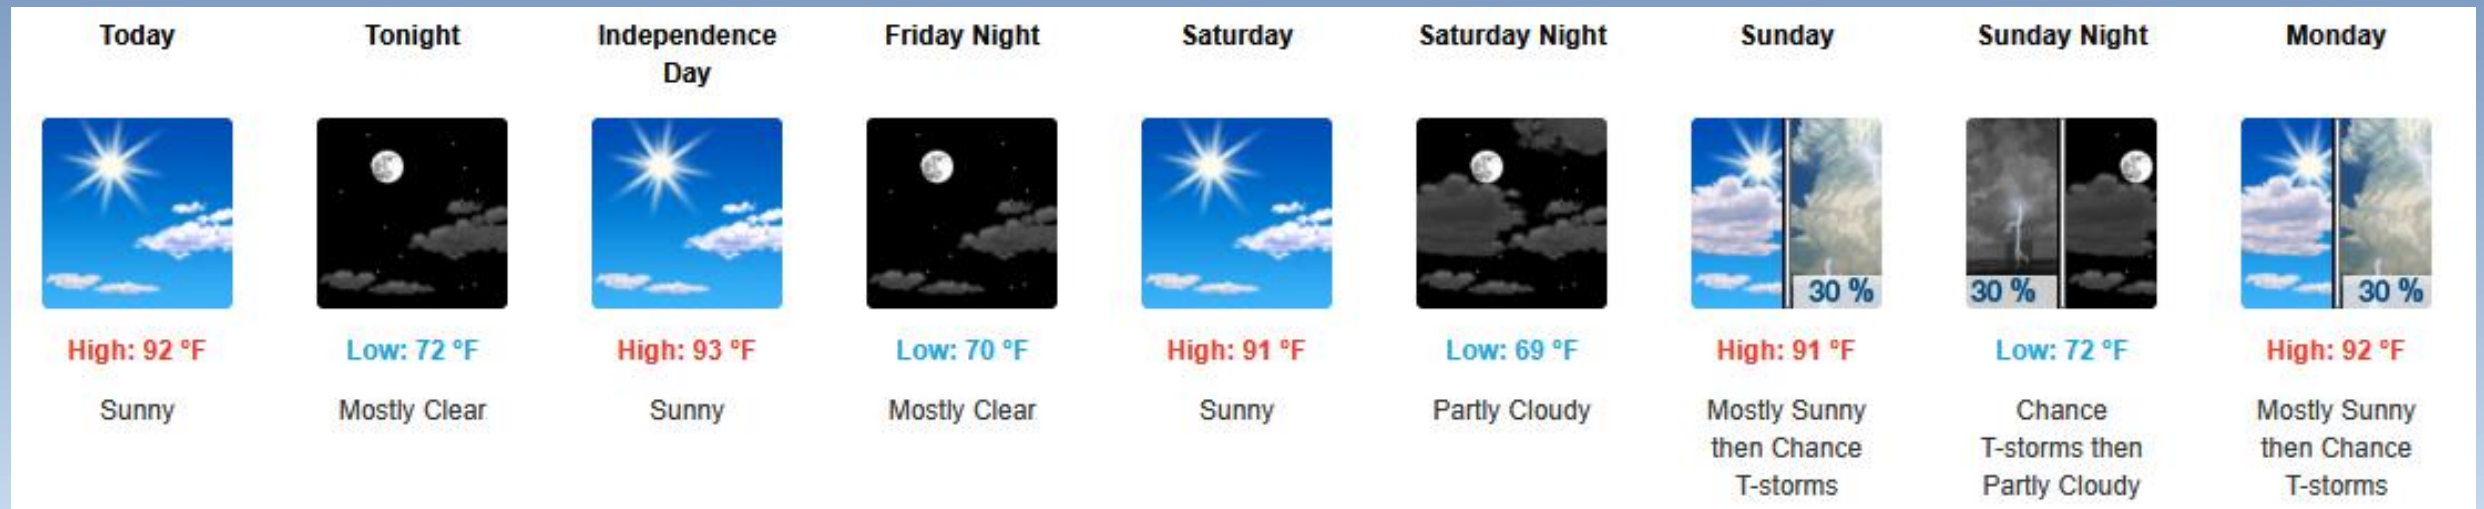 Today
Tonight
Independence
Day
Friday Night
Saturday
Saturday Night
Sunday
Sunday Night
Monday
30 %
30 %
30 %
High: 92 °F
Low: 72 °F
High: 93 °F
Low: 70 °F
High: 91 °F
Low: 69 °F
High: 91 °F
Low: 72 °F
High: 92 °F
Sunny
Mostly Clear
Sunny
Mostly Clear
Sunny
Partly Cloudy
Mostly Sunny
then Chance
T-storms
Chance
T-storms then
Partly Cloudy
Mostly Sunny
then Chance
T-storms